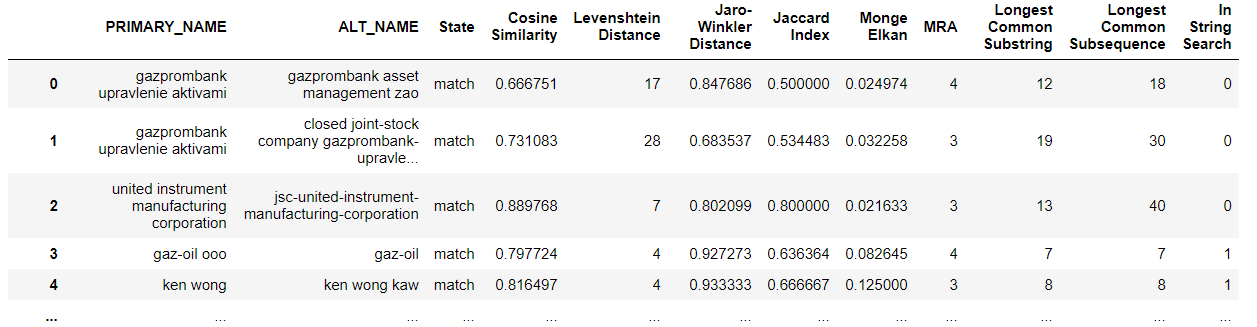 PRIMARY_NAME ALT_NAME State Cosine Similarity Levenshtein Distance Jaro-Winkler Distance Jaccard Index Monge Elkan MRA Longest Common Substring Longest Common Subsequence In String Search
0 gazprombank upravlenie aktivami gazprombank asset management zao match 0.666751 17 0.847686 0.500000 0.024974 4 12 18 0
1 gazprombank upravlenie aktivami closed joint-stock company gazprombank-upravle... match 0.731083 28 0.683537 0.534483 0.032258 3 19 30 0
2 united instrument manufacturing corporation jsc-united-instrument-manufacturing-corporation match 0.889768 7 0.802099 0.800000 0.021633 3 13 40 0
3 gaz-oil ooo gaz-oil match 0.797724 4 0.927273 0.636364 0.082645 4 7 7 1
4 ken wong ken wong kaw match 0.816497 4 0.933333 0.666667 0.125000 3 8 8 1
... ... ... ... ... ... ... ... ... ... ... ... ...